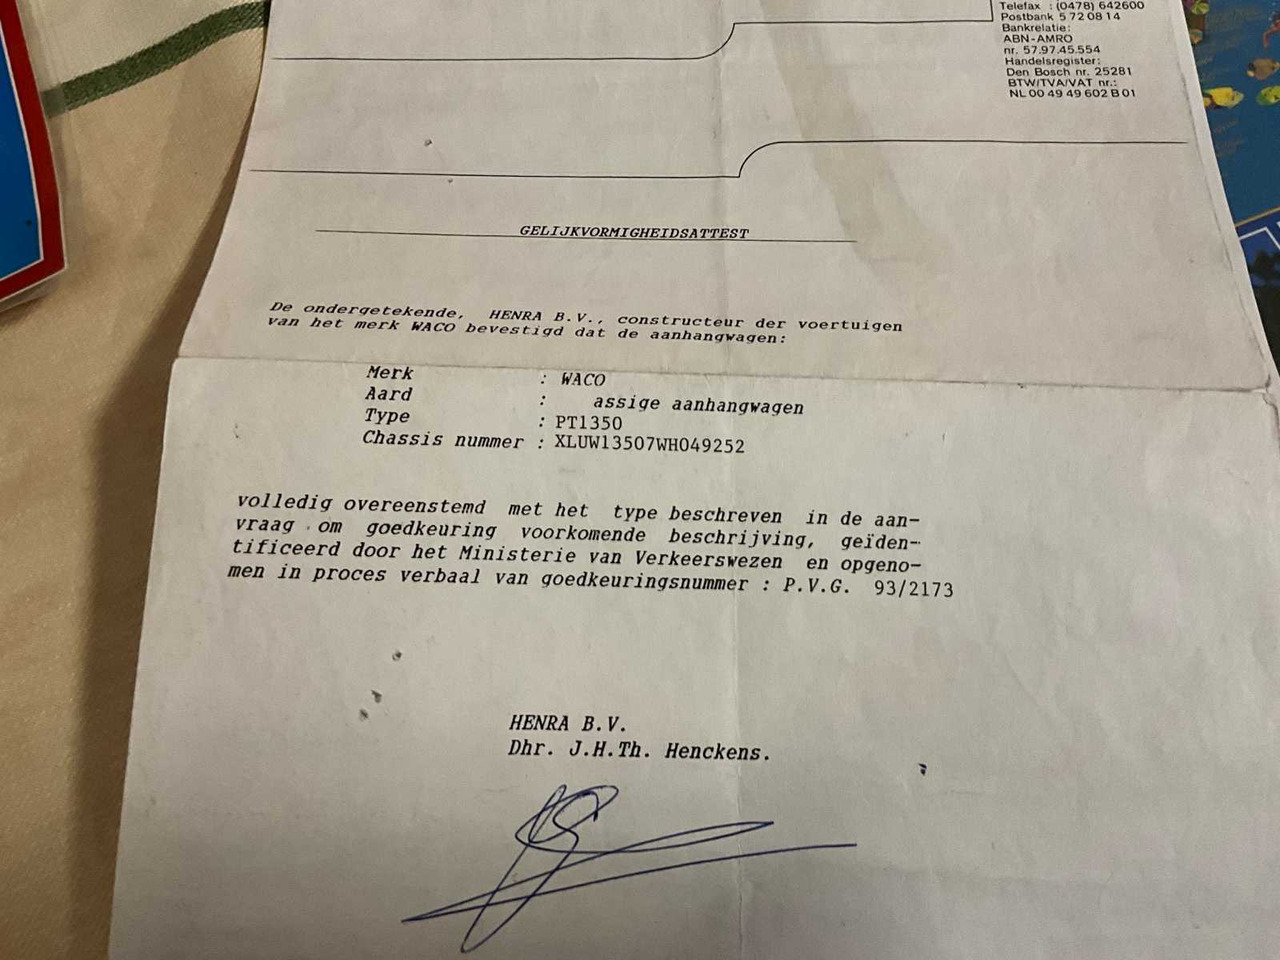 Telefax : (0478) 642600
Postbank 5 72 08 14
Bankrelatie:
ABN-AMRO
nr. 57.97.45.554
Handelsregister:
Den Bosch nr. 25281
BTW/TVA/VAT nr.:
NL 00 49 49 602 B 01
GELIJKVORMIGHEIDSATTEST
De ondergetekende, HENRA B.V., constructeur der voertuigen
van het merk WACO bevestigd dat de aanhangwagen:
Merk : WACO
Aard : assige aanhangwagen
Type : PT1350
Chassis nummer : XLUW13507WH049252
volledig overeenstemd met het type beschreven in de aan-
vraag om goedkeuring voorkomende beschrijving, geïden-
tificeerd door het Ministerie van Verkeerswezen en opgeno-
men in proces verbaal van goedkeuringsnummer : P.V.G. 93/2173
HENRA B.V.
Dhr. J.H.Th. Henckens.